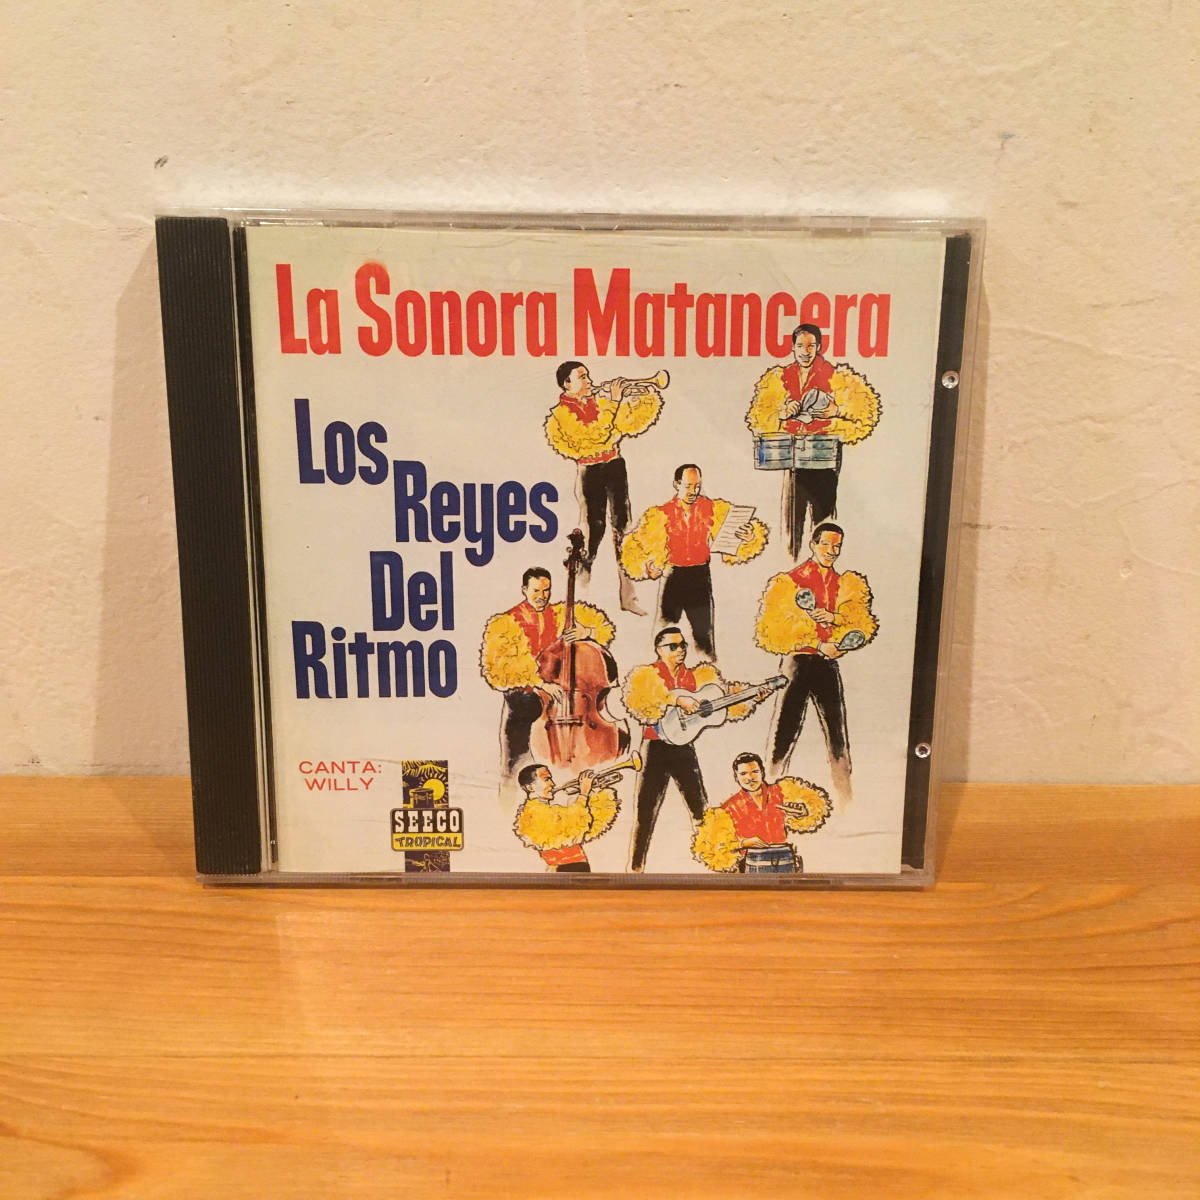 La Sonora Matancera
Los
Reyes
Del
Ritmo
CANTA:
WILLY
SEECO
TROPICAL